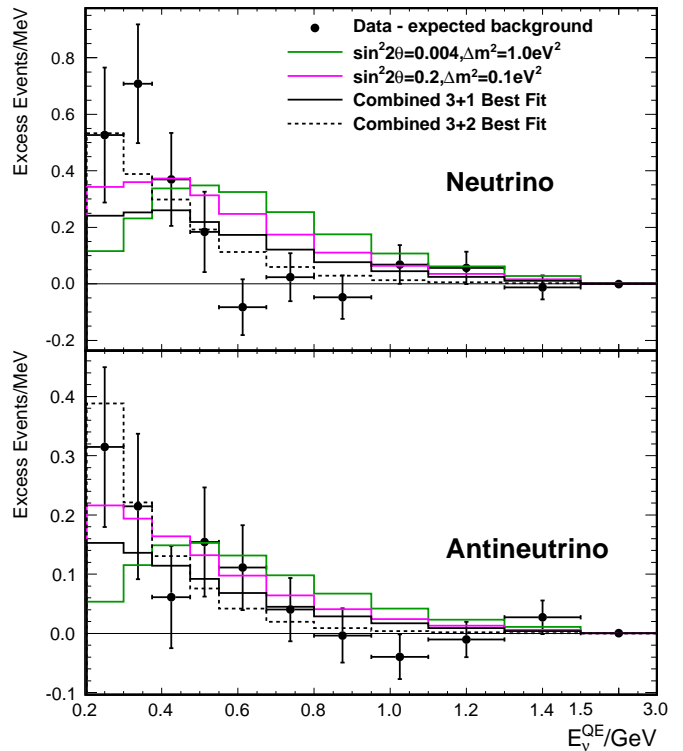 Excess Events/MeV
0.8
0.6
0.4
0.2
0.0
-0.2
Data - expected background
sin²2θ=0.004,Δm²=1.0eV²
sin²2θ=0.2,Δm²=0.1eV²
Combined 3+1 Best Fit
Combined 3+2 Best Fit
Neutrino
Excess Events/MeV
0.4
0.3
0.2
0.1
0.0
-0.1
Antineutrino
0.2 0.4 0.6 0.8 1.0 1.2 1.4 1.5 3.0
E_ν^QE/GeV